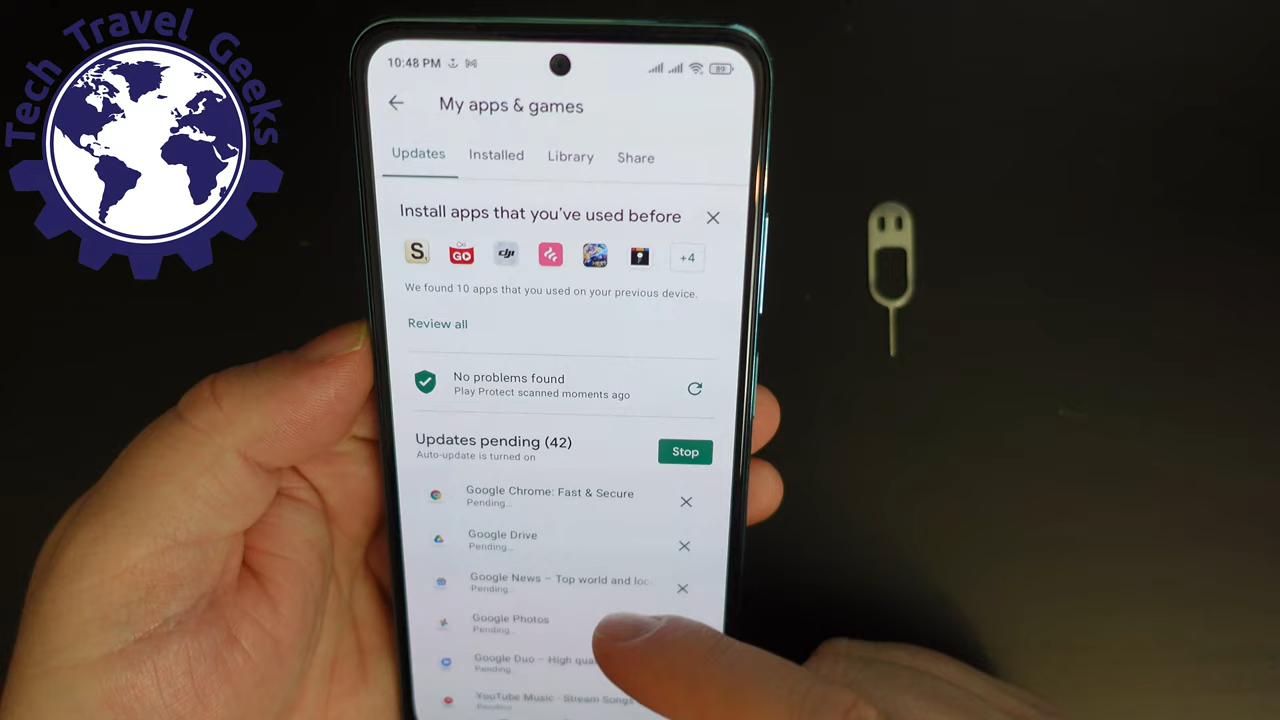 Tech Travel Geeks
10:48 PM
89
My apps & games
Updates
Installed
Library
Share
Install apps that you've used before
S.
GO
dji
+4
We found 10 apps that you used on your previous device.
Review all
No problems found
Play Protect scanned moments ago
Updates pending (42)
Stop
Auto-update is turned on
Google Chrome: Fast & Secure
Pending...
Google Drive
Pending...
Google News – Top world and loc
Pending...
Google Photos
Pending...
Google Duo – High qua
Pending...
YouTube Music - Stream Songs
Pending